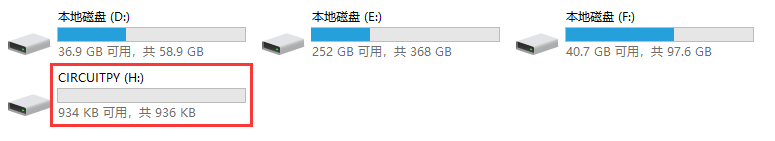 本地磁盘 (D:)
36.9 GB 可用，共 58.9 GB
本地磁盘 (E:)
252 GB 可用，共 368 GB
本地磁盘 (F:)
40.7 GB 可用，共 97.6 GB
CIRCUITPY (H:)
934 KB 可用，共 936 KB